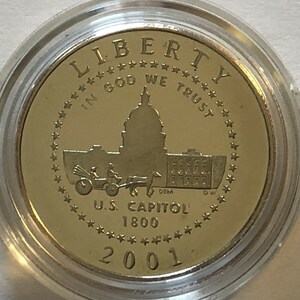 LIBERTY
IN GOD WE TRUST
U.S. CAPITOL
1800
2001